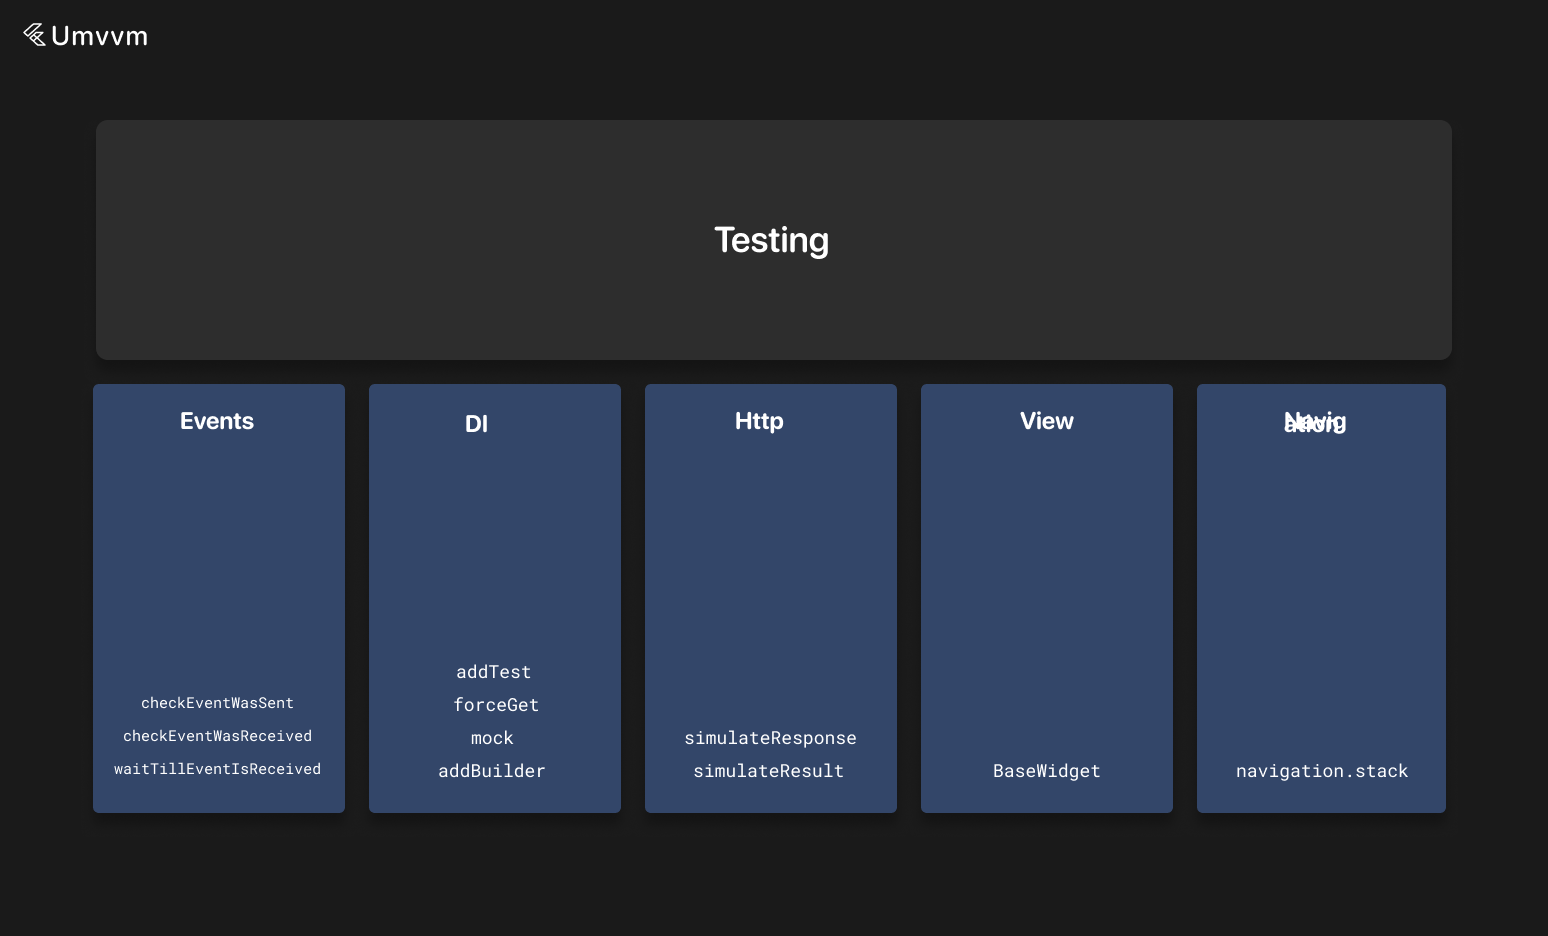 Umvvm
Testing
Events
checkEventWasSent
checkEventWasReceived
waitTillEventIsReceived
DI
addTest
forceGet
mock
addBuilder
Http
simulateResponse
simulateResult
View
BaseWidget
Navig
ation
navigation.stack